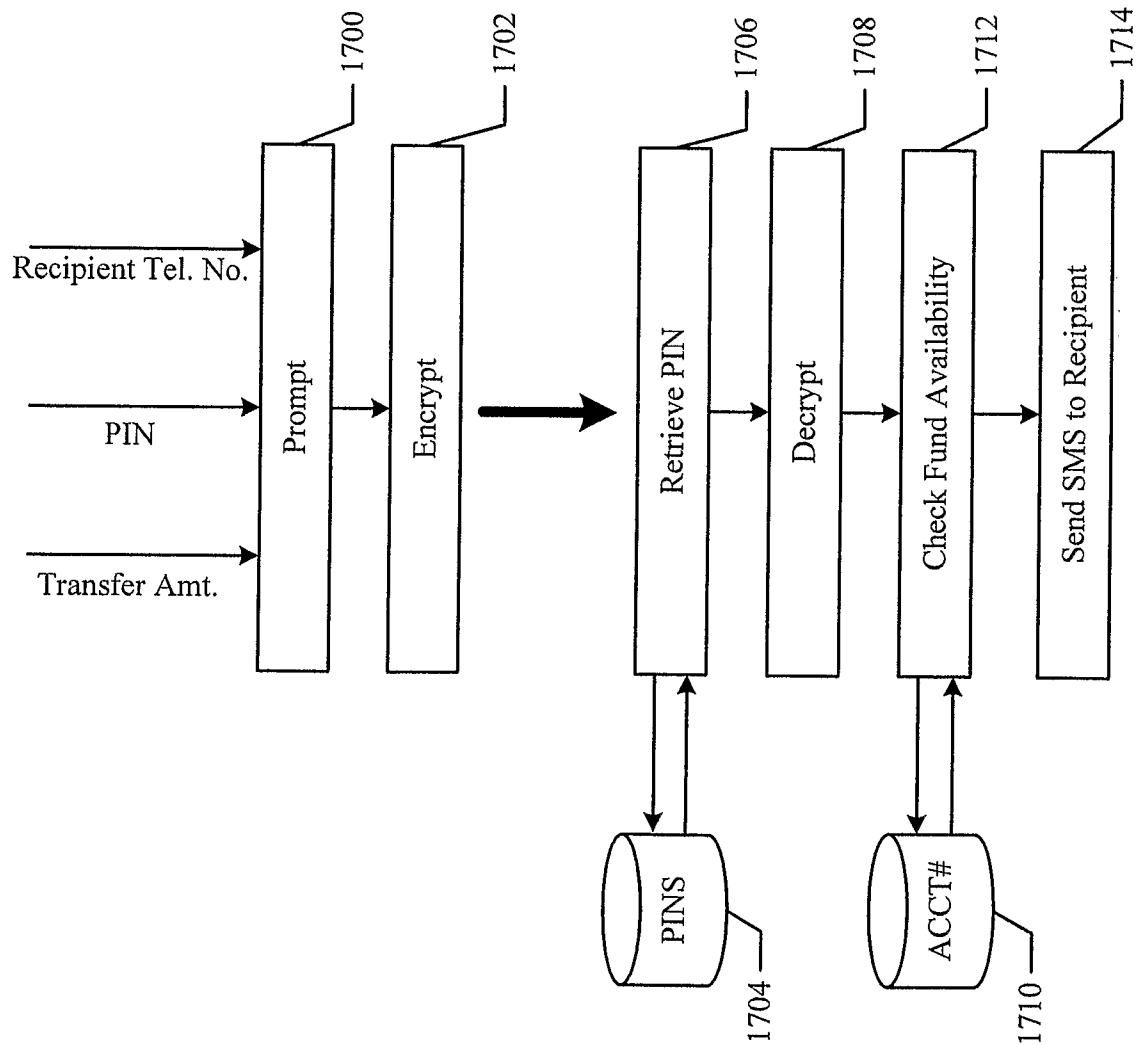 Transfer Amt.
PIN
Recipient Tel. No.
Prompt
1700
Encrypt
1702
PINS
1704
Retrieve PIN
1706
Decrypt
1708
ACCT#
1710
Check Fund Availability
1712
Send SMS to Recipient
1714